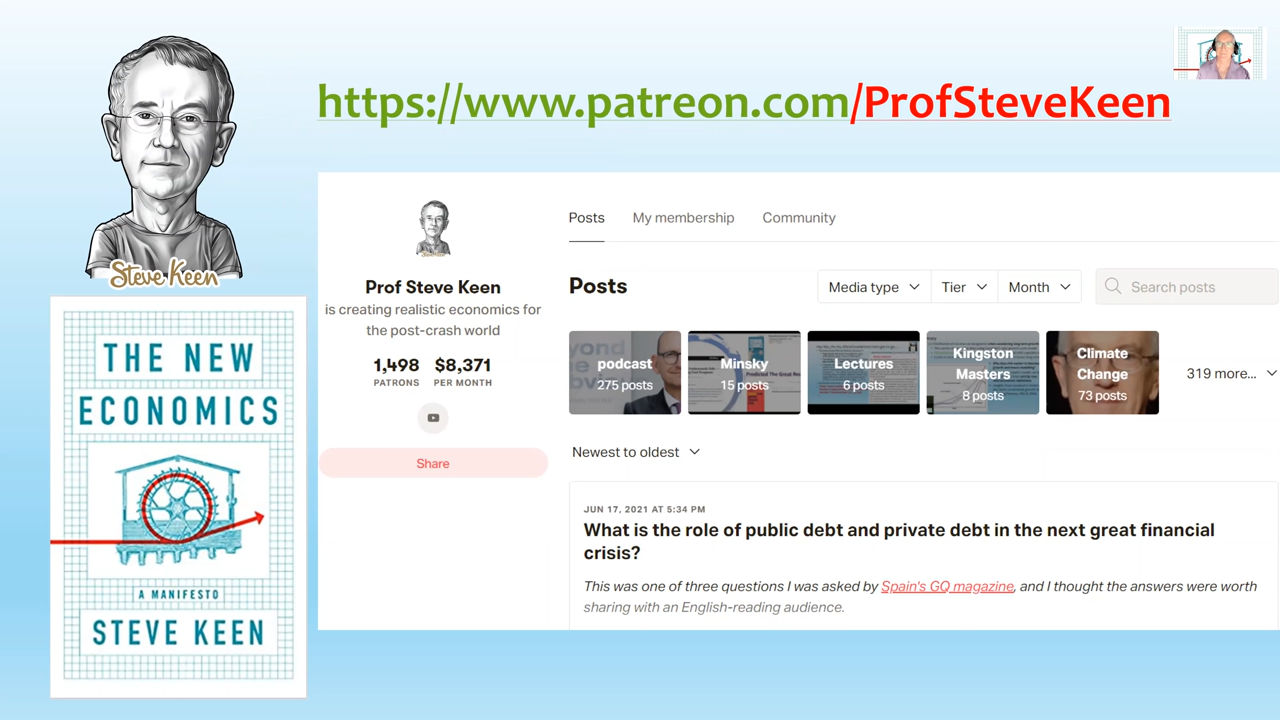 https://www.patreon.com/ProfSteveKeen
Steve Keen
THE NEW
ECONOMICS
A MANIFESTO
STEVE KEEN
Prof Steve Keen
is creating realistic economics for
the post-crash world
1,498 $8,371
PATRONS PER MONTH
Share
Posts My membership Community
Posts
Media type Tier Month Search posts
podcast
275 posts
Minsky
15 posts
Lectures
6 posts
Kingston
Masters
8 posts
Climate
Change
73 posts
319 more...
Newest to oldest
JUN 17, 2021 AT 5:34 PM
What is the role of public debt and private debt in the next great financial
crisis?
This was one of three questions I was asked by Spain's GQ magazine, and I thought the answers were worth
sharing with an English-reading audience.